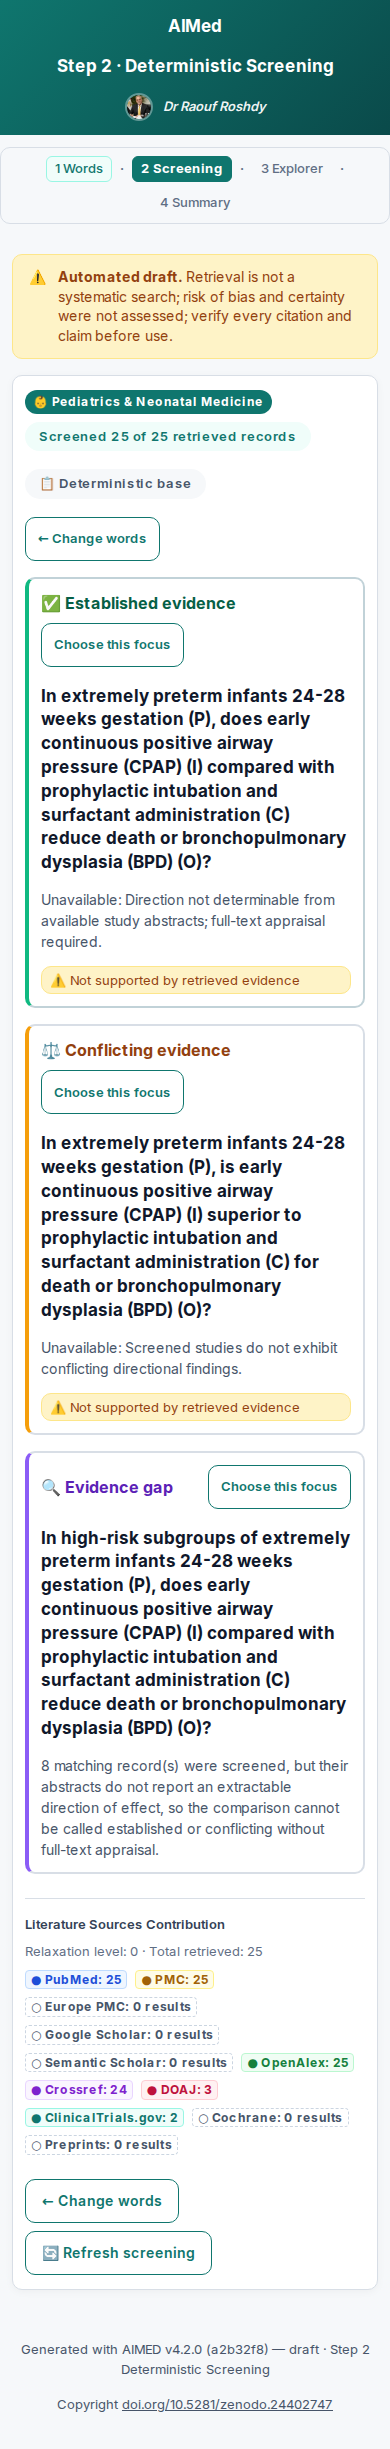 AIMed
Step 2 · Deterministic Screening
Dr Raouf Roshdy
1 Words · 2 Screening · 3 Explorer ·
4 Summary
⚠️ Automated draft. Retrieval is not a
systematic search; risk of bias and certainty
were not assessed; verify every citation and
claim before use.
👶 Pediatrics & Neonatal Medicine
Screened 25 of 25 retrieved records
📋 Deterministic base
← Change words
✅ Established evidence
Choose this focus
In extremely preterm infants 24-28
weeks gestation (P), does early
continuous positive airway
pressure (CPAP) (I) compared with
prophylactic intubation and
surfactant administration (C)
reduce death or bronchopulmonary
dysplasia (BPD) (O)?
Unavailable: Direction not determinable from
available study abstracts; full-text appraisal
required.
⚠️ Not supported by retrieved evidence
⚖️ Conflicting evidence
Choose this focus
In extremely preterm infants 24-28
weeks gestation (P), is early
continuous positive airway
pressure (CPAP) (I) superior to
prophylactic intubation and
surfactant administration (C) for
death or bronchopulmonary
dysplasia (BPD) (O)?
Unavailable: Screened studies do not exhibit
conflicting directional findings.
⚠️ Not supported by retrieved evidence
🔍 Evidence gap
Choose this focus
In high-risk subgroups of extremely
preterm infants 24-28 weeks
gestation (P), does early
continuous positive airway
pressure (CPAP) (I) compared with
prophylactic intubation and
surfactant administration (C)
reduce death or bronchopulmonary
dysplasia (BPD) (O)?
8 matching record(s) were screened, but their
abstracts do not report an extractable
direction of effect, so the comparison cannot
be called established or conflicting without
full-text appraisal.
Literature Sources Contribution
Relaxation level: 0 · Total retrieved: 25
● PubMed: 25 ● PMC: 25
○ Europe PMC: 0 results
○ Google Scholar: 0 results
○ Semantic Scholar: 0 results ● OpenAlex: 25
● Crossref: 24 ● DOAJ: 3
● ClinicalTrials.gov: 2 ○ Cochrane: 0 results
○ Preprints: 0 results
← Change words
🔄 Refresh screening
Generated with AIMED v4.2.0 (a2b32f8) — draft · Step 2
Deterministic Screening
Copyright doi.org/10.5281/zenodo.24402747